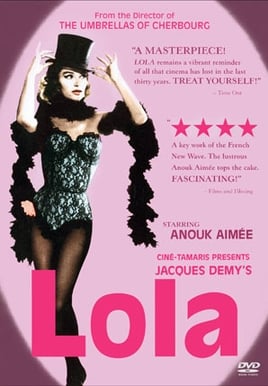 From the Director of
THE UMBRELLAS OF CHERBOURG
"A MASTERPIECE!
LOLA remains a vibrant reminder
of all that cinema has lost in the last
thirty years. TREAT YOURSELF!"
– Time Out
A key work of the French
New Wave. The lustrous
Anouk Aimée tops the cake.
FASCINATING!"
– Films and Filming
STARRING
ANOUK AIMÉE
CINÉ-TAMARIS PRESENTS
JACQUES DEMY'S
Lola
DVD
VIDEO